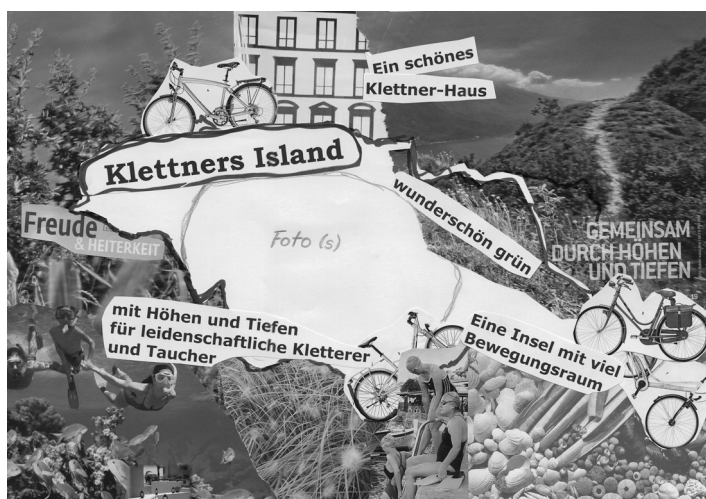 Ein schönes
Klettner-Haus
Klettners Island
wunderschön grün
Freude
& HEITERKEIT
Foto (s)
GEMEINSAM
DURCH HÖHEN
UND TIEFEN
mit Höhen und Tiefen
für leidenschaftliche Kletterer
und Taucher
Eine Insel mit viel
Bewegungsraum